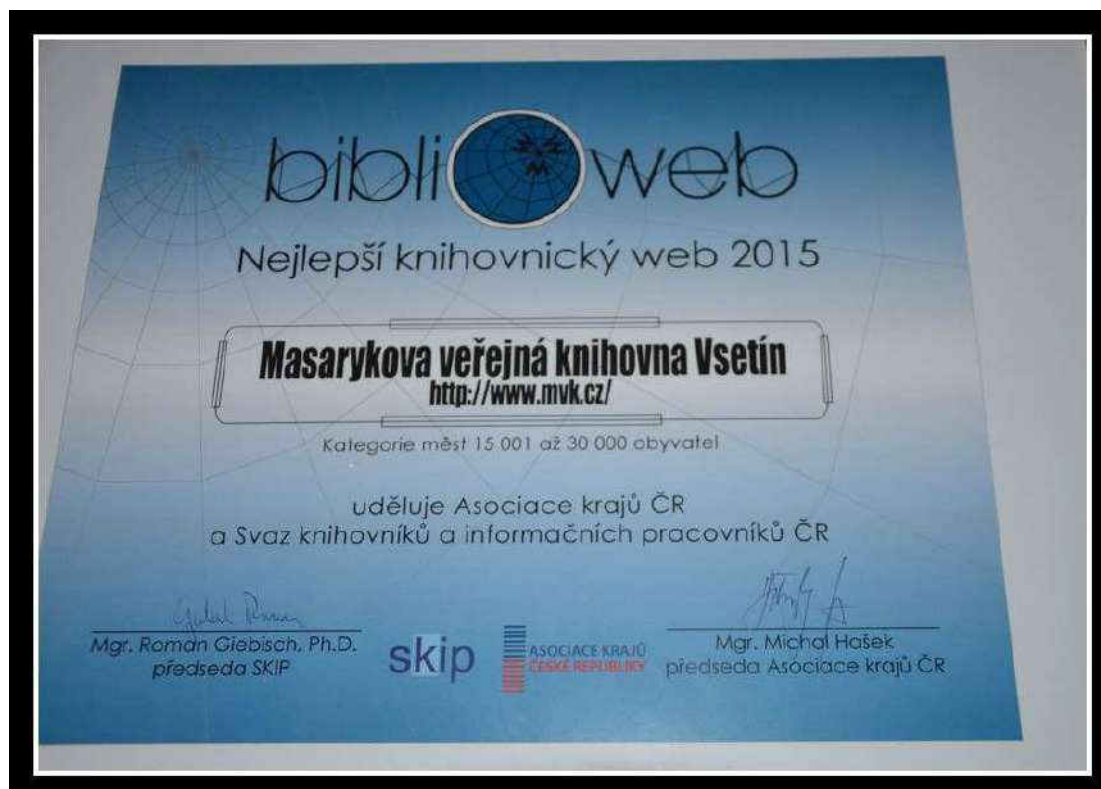 biblioweb
Nejlepší knihovnický web 2015
Masarykova veřejná knihovna Vsetín
http://www.mvk.cz/
Kategorie měst 15 001 až 30 000 obyvatel
uděluje Asociace krajů ČR
a Svaz knihovníků a informačních pracovníků ČR
Mgr. Roman Giebisch, Ph.D.
předseda SKIP
skip
ASOCIACE KRAJŮ
ČESKÉ REPUBLIKY
Mgr. Michal Hašek
předseda Asociace krajů ČR